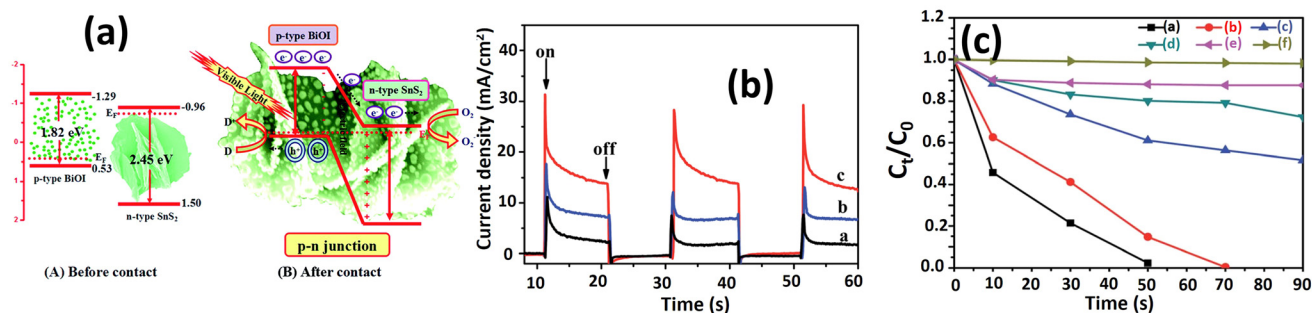 (a)
-2
-1
0
1
2
-1.29
1.82 eV
E_F
0.53
p-type BiOI
-0.96
E_F
2.45 eV
1.50
n-type SnS₂
(A) Before contact
p-type BiOI
e⁻ e⁻ e⁻
e⁻
Visible Light
n-type SnS₂
e⁻ e⁻
O₂
O₂
D
D
h⁺ h⁺
p-n junction
(B) After contact
(b)
Current density (mA/cm²)
45
40
30
20
10
0
on
off
c
b
a
10 20 30 40 50 60
Time (s)
(c)
(a) (b) (c)
(d) (e) (f)
Cₜ/C₀
1.2
1.0
0.8
0.6
0.4
0.2
0.0
0 10 20 30 40 50 60 70 80 90
Time (s)